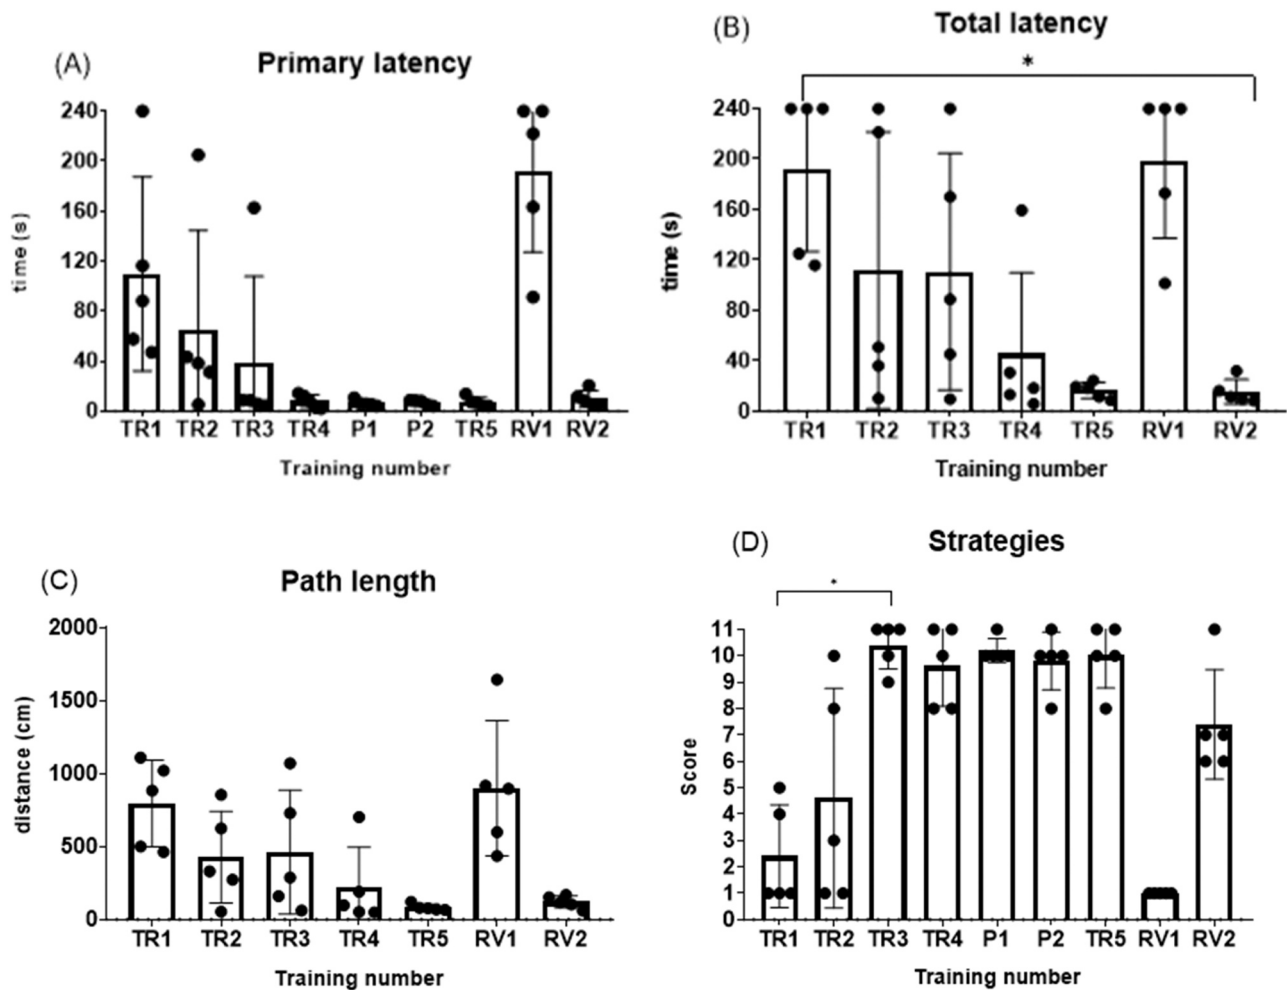 (A) Primary latency
240
200
160
120
80
40
0
time (s)
TR1 TR2 TR3 TR4 P1 P2 TR5 RV1 RV2
Training number
(B) Total latency
*
240
200
160
120
80
40
0
time (s)
TR1 TR2 TR3 TR4 TR5 RV1 RV2
Training number
(C) Path length
2000
1500
1000
500
0
distance (cm)
TR1 TR2 TR3 TR4 TR5 RV1 RV2
Training number
(D) Strategies
*
11
10
9
8
7
6
5
4
3
2
1
0
Score
TR1 TR2 TR3 TR4 P1 P2 TR5 RV1 RV2
Training number